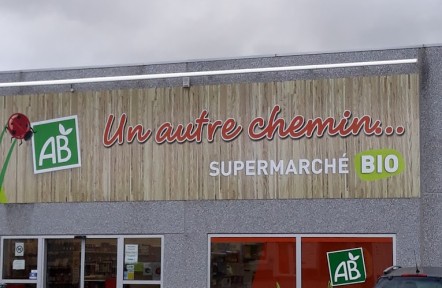 AB
Un autre chemin...
SUPERMARCHÉ BIO
AB